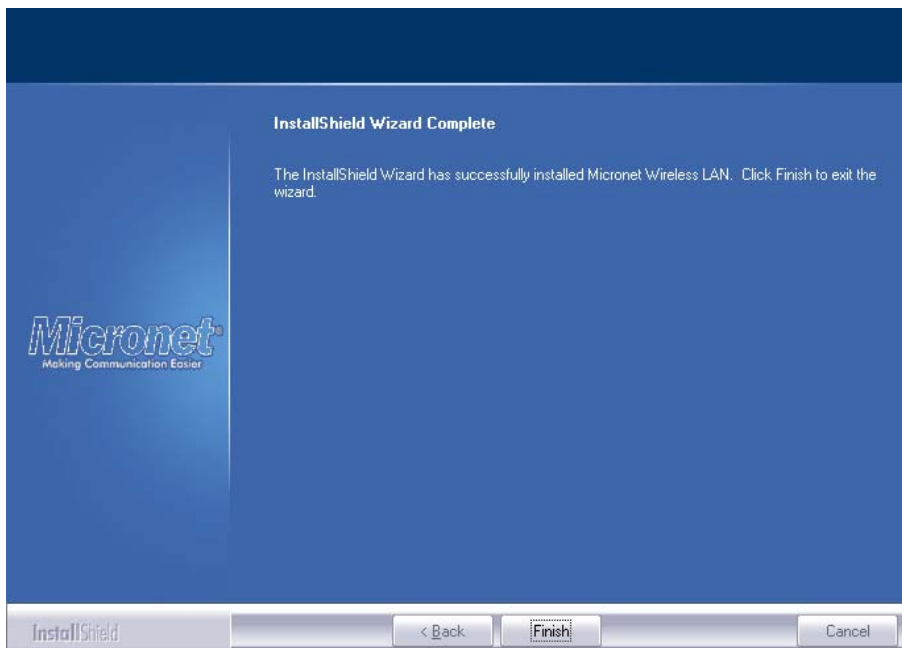 InstallShield Wizard Complete
The InstallShield Wizard has successfully installed Micronet Wireless LAN. Click Finish to exit the
wizard.
Micronet®
Making Communication Easier
InstallShield
< Back
Finish
Cancel